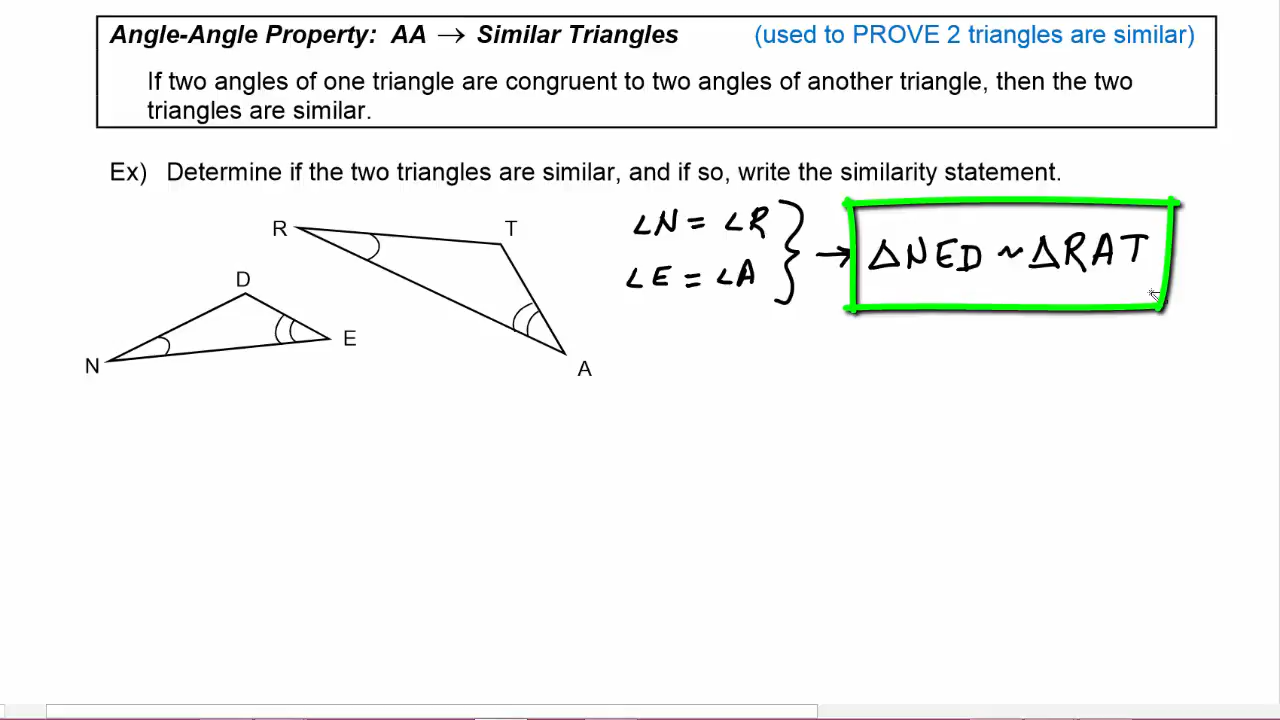 Angle-Angle Property: AA → Similar Triangles (used to PROVE 2 triangles are similar)
If two angles of one triangle are congruent to two angles of another triangle, then the two
triangles are similar.
Ex) Determine if the two triangles are similar, and if so, write the similarity statement.
R
T
D
E
N
A
∠N = ∠R
∠E = ∠A
} → ΔNED ~ ΔRAT